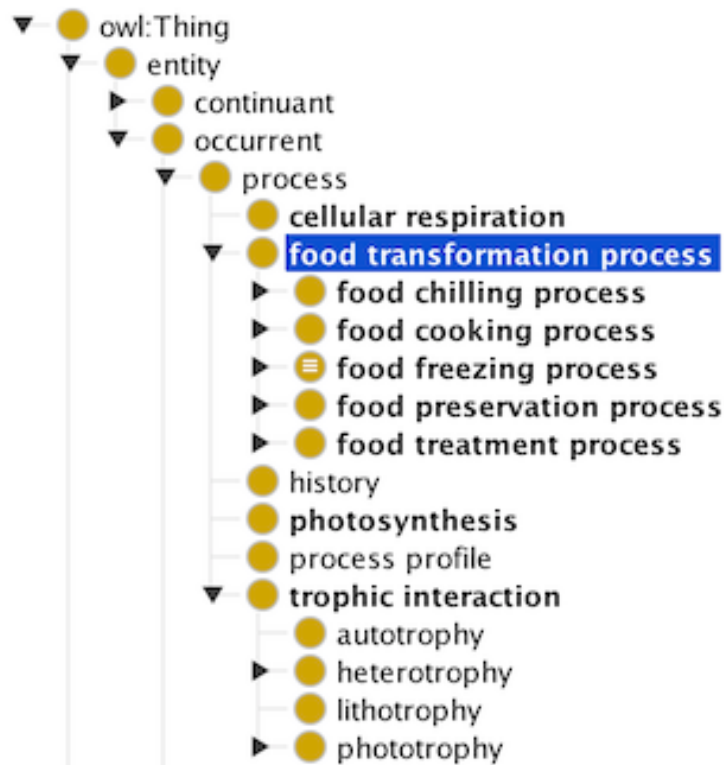 owl:Thing
entity
continuant
occurrent
process
cellular respiration
food transformation process
food chilling process
food cooking process
food freezing process
food preservation process
food treatment process
history
photosynthesis
process profile
trophic interaction
autotrophy
heterotrophy
lithotrophy
phototrophy